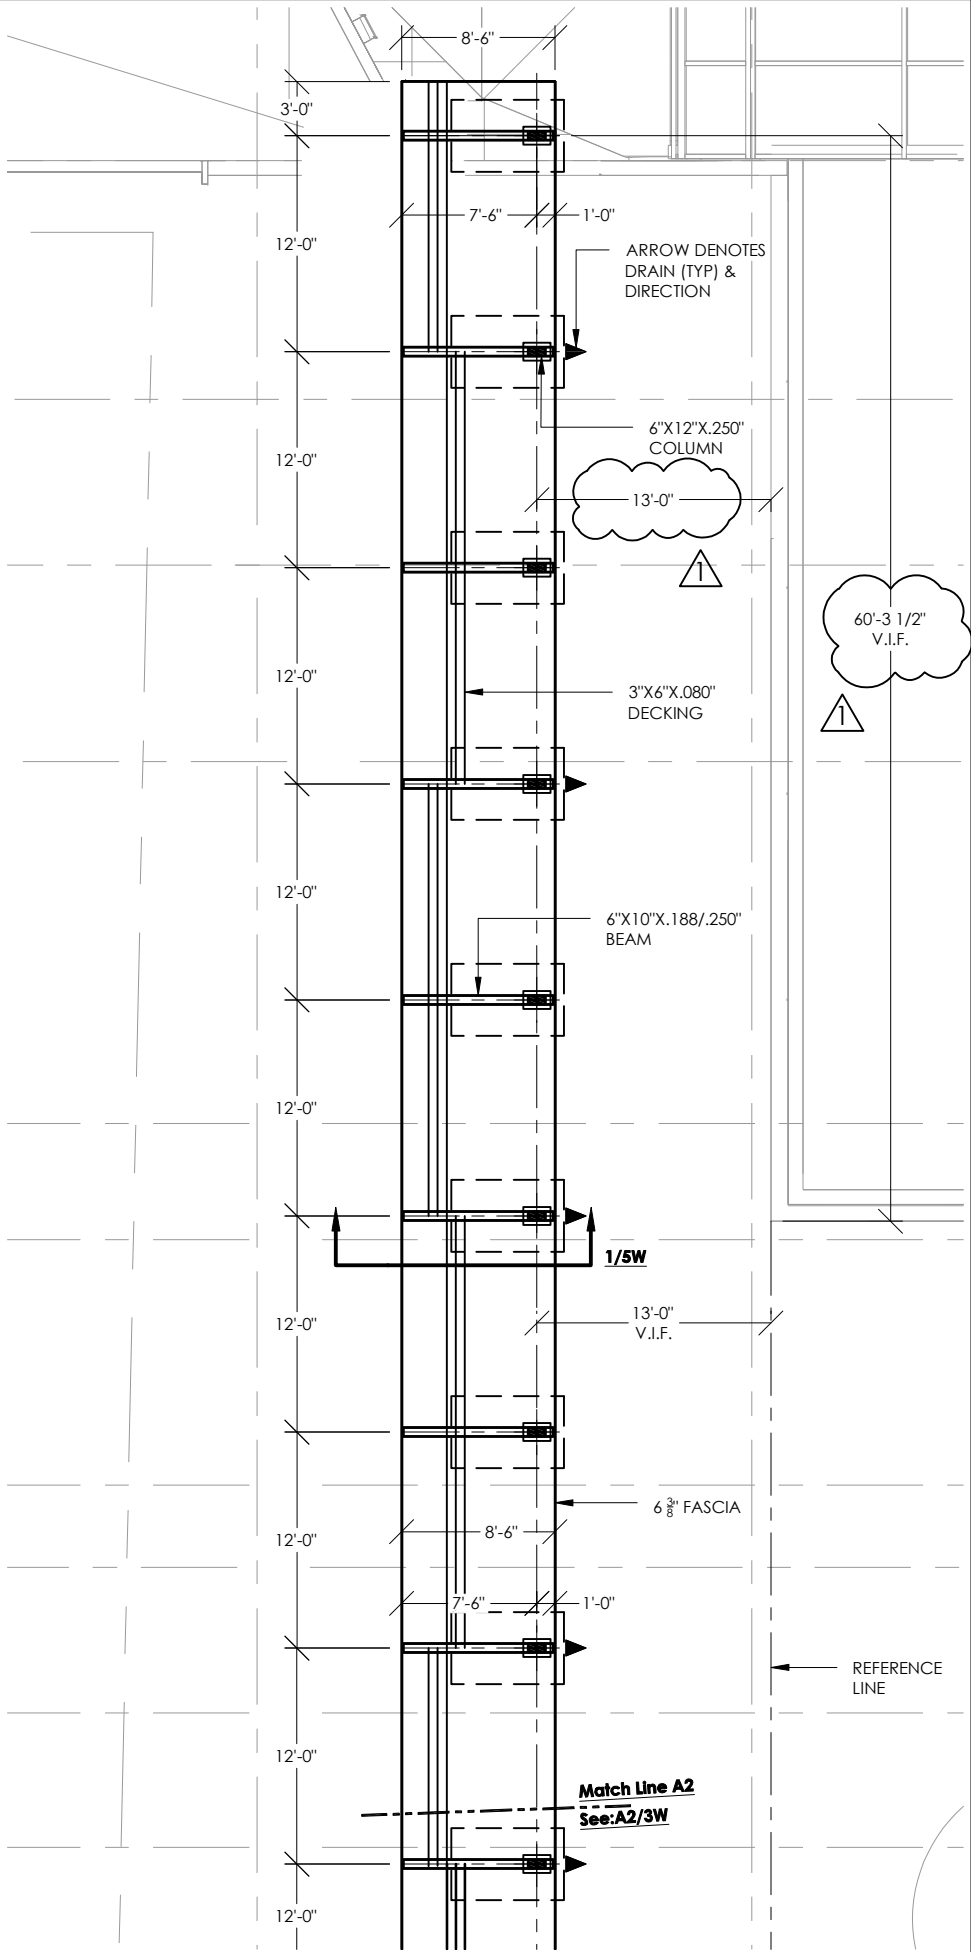 8'-6"
3'-0"
7'-6"
1'-0"
12'-0"
ARROW DENOTES
DRAIN (TYP) &
DIRECTION
6"X12"X.250"
COLUMN
12'-0"
13'-0"
1
60'-3 1/2"
V.I.F.
1
12'-0"
3"X6"X.080"
DECKING
12'-0"
6"X10"X.188/.250"
BEAM
12'-0"
1/5W
13'-0"
V.I.F.
12'-0"
6 3/8" FASCIA
8'-6"
12'-0"
7'-6"
1'-0"
REFERENCE
LINE
12'-0"
Match Line A2
See:A2/3W
12'-0"